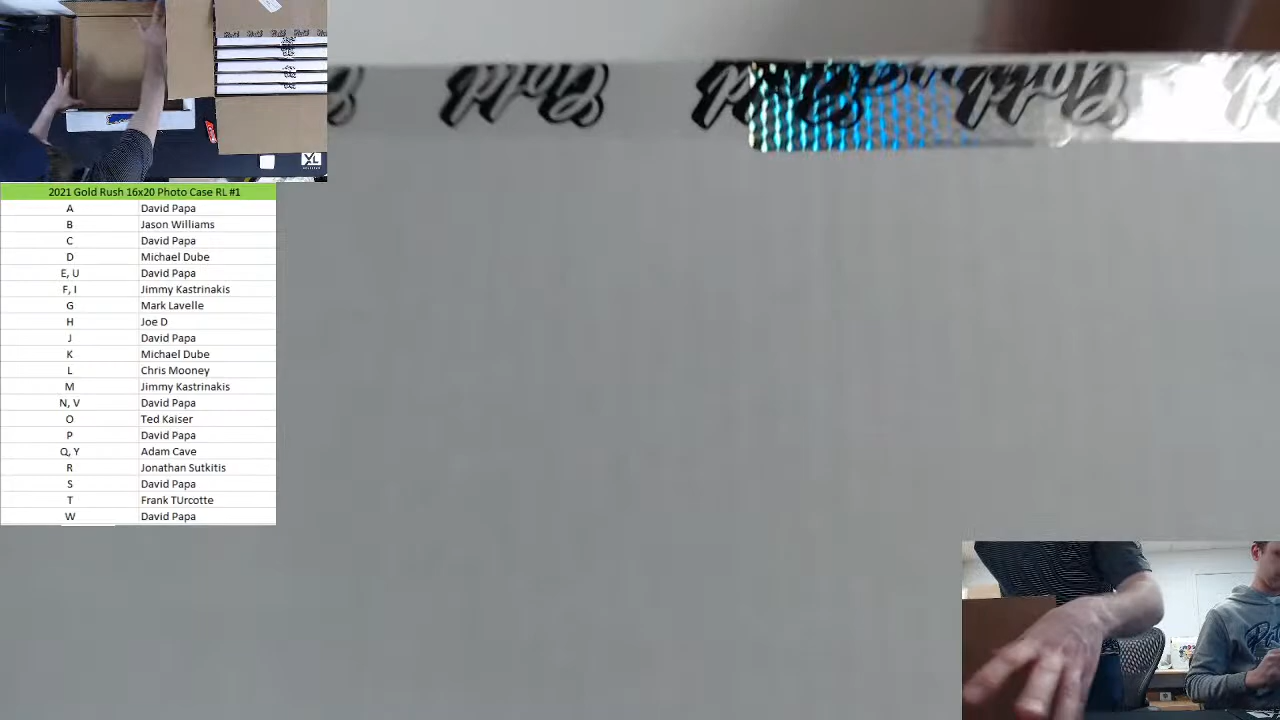 XL
2021 Gold Rush 16x20 Photo Case RL #1
A David Papa
B Jason Williams
C David Papa
D Michael Dube
E, U David Papa
F, I Jimmy Kastrinakis
G Mark Lavelle
H Joe D
J David Papa
K Michael Dube
L Chris Mooney
M Jimmy Kastrinakis
N, V David Papa
O Ted Kaiser
P David Papa
Q, Y Adam Cave
R Jonathan Sutkitis
S David Papa
T Frank TUrcotte
W David Papa